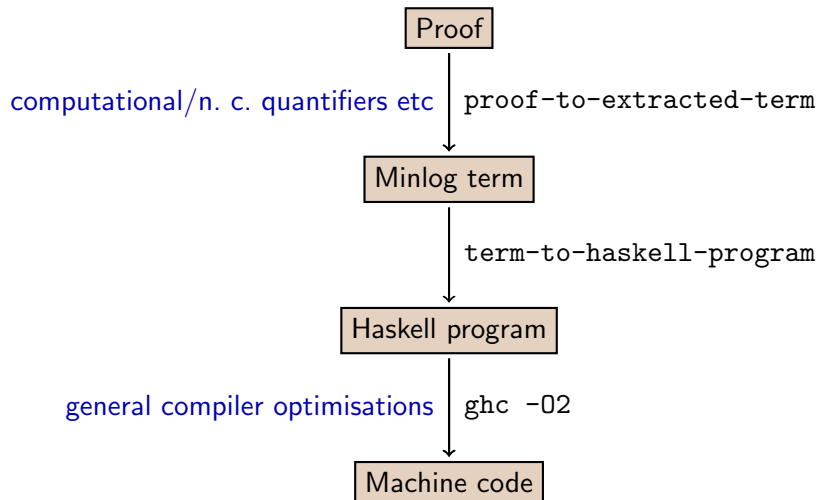 Proof
computational/n. c. quantifiers etc
proof-to-extracted-term
Minlog term
term-to-haskell-program
Haskell program
general compiler optimisations
ghc -O2
Machine code